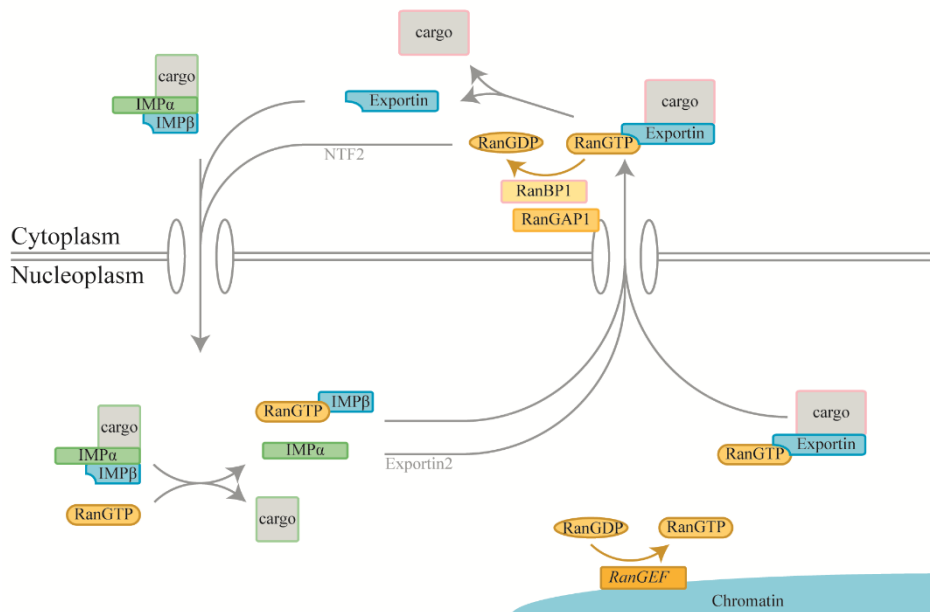 cargo
cargo
IMPα
IMPβ
Exportin
cargo
Exportin
RanGTP
RanGDP
NTF2
RanBP1
RanGAP1
Cytoplasm
Nucleoplasm
RanGTP
IMPβ
cargo
IMPα
IMPβ
IMPα
Exportin2
RanGTP
cargo
cargo
Exportin
RanGTP
RanGDP
RanGTP
RanGEF
Chromatin